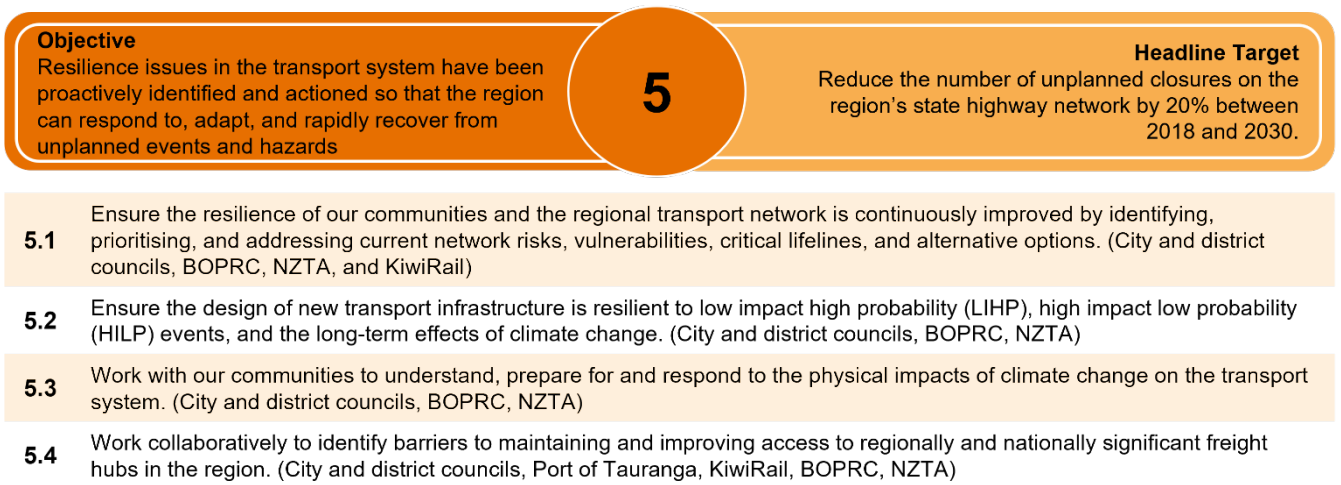 Objective
Resilience issues in the transport system have been
proactively identified and actioned so that the region
can respond to, adapt, and rapidly recover from
unplanned events and hazards
5
Headline Target
Reduce the number of unplanned closures on the
region’s state highway network by 20% between
2018 and 2030.
5.1
Ensure the resilience of our communities and the regional transport network is continuously improved by identifying,
prioritising, and addressing current network risks, vulnerabilities, critical lifelines, and alternative options. (City and district
councils, BOPRC, NZTA, and KiwiRail)
5.2
Ensure the design of new transport infrastructure is resilient to low impact high probability (LIHP), high impact low probability
(HILP) events, and the long-term effects of climate change. (City and district councils, BOPRC, NZTA)
5.3
Work with our communities to understand, prepare for and respond to the physical impacts of climate change on the transport
system. (City and district councils, BOPRC, NZTA)
5.4
Work collaboratively to identify barriers to maintaining and improving access to regionally and nationally significant freight
hubs in the region. (City and district councils, Port of Tauranga, KiwiRail, BOPRC, NZTA)